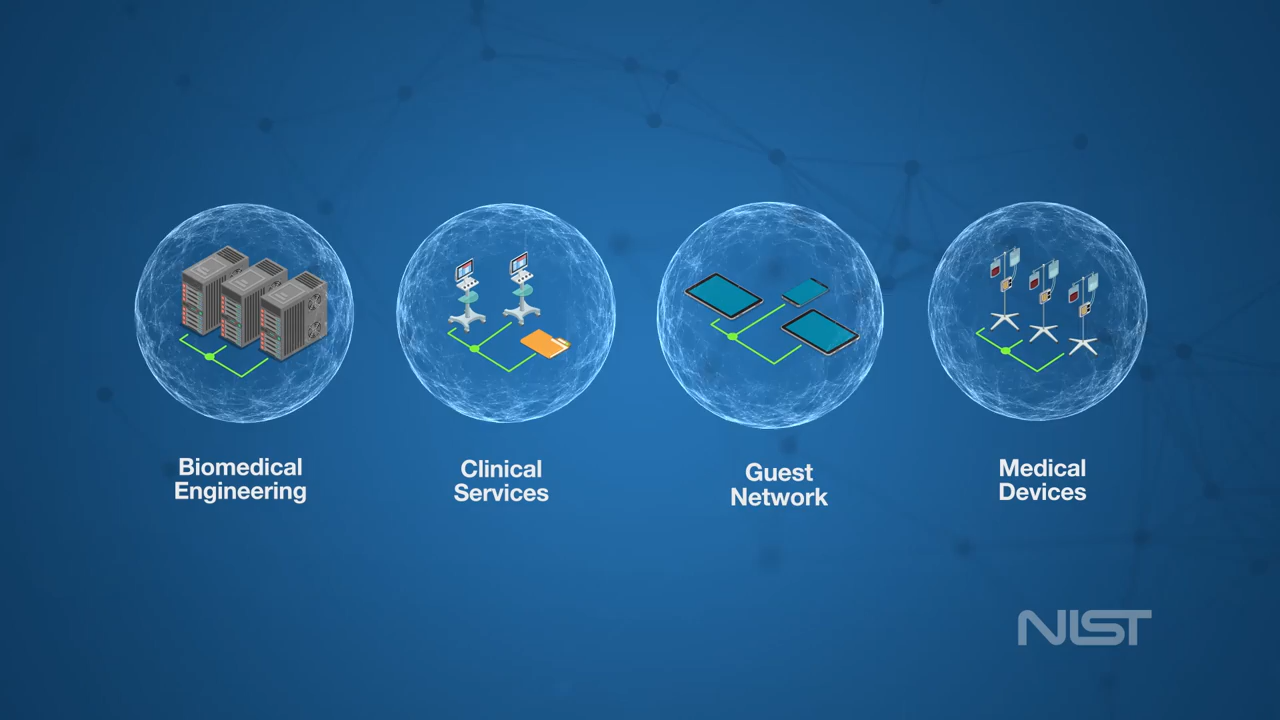 Biomedical
Engineering
Clinical
Services
Guest
Network
Medical
Devices
NIST